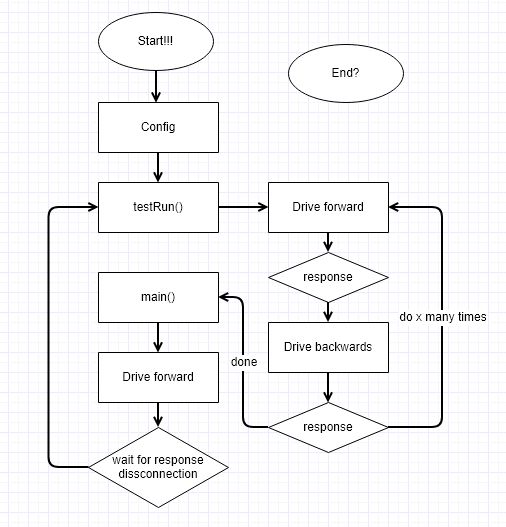 Start!!!
End?
Config
testRun()
Drive forward
response
main()
do x many times
Drive backwards
done
Drive forward
response
wait for response
dissconnection